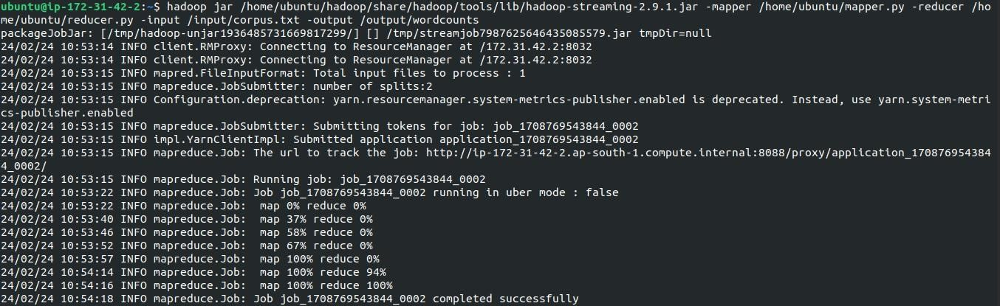 ubuntu@ip-172-31-42-2:~$ hadoop jar /home/ubuntu/hadoop/share/hadoop/tools/lib/hadoop-streaming-2.9.1.jar -mapper /home/ubuntu/mapper.py -reducer /ho
me/ubuntu/reducer.py -input /input/corpus.txt -output /output/wordcounts
packageJobJar: [/tmp/hadoop-unjar1936485731669817299/] [] /tmp/streamjob7987625646435085579.jar tmpDir=null
24/02/24 10:53:14 INFO client.RMProxy: Connecting to ResourceManager at /172.31.42.2:8032
24/02/24 10:53:14 INFO client.RMProxy: Connecting to ResourceManager at /172.31.42.2:8032
24/02/24 10:53:15 INFO mapred.FileInputFormat: Total input files to process : 1
24/02/24 10:53:15 INFO mapreduce.JobSubmitter: number of splits:2
24/02/24 10:53:15 INFO Configuration.deprecation: yarn.resourcemanager.system-metrics-publisher.enabled is deprecated. Instead, use yarn.system-metri
cs-publisher.enabled
24/02/24 10:53:15 INFO mapreduce.JobSubmitter: Submitting tokens for job: job_1708769543844_0002
24/02/24 10:53:15 INFO impl.YarnClientImpl: Submitted application application_1708769543844_0002
24/02/24 10:53:15 INFO mapreduce.Job: The url to track the job: http://ip-172-31-42-2.ap-south-1.compute.internal:8088/proxy/application_170876954384
4_0002/
24/02/24 10:53:15 INFO mapreduce.Job: Running job: job_1708769543844_0002
24/02/24 10:53:22 INFO mapreduce.Job: Job job_1708769543844_0002 running in uber mode : false
24/02/24 10:53:22 INFO mapreduce.Job:  map 0% reduce 0%
24/02/24 10:53:40 INFO mapreduce.Job:  map 37% reduce 0%
24/02/24 10:53:46 INFO mapreduce.Job:  map 58% reduce 0%
24/02/24 10:53:52 INFO mapreduce.Job:  map 67% reduce 0%
24/02/24 10:53:57 INFO mapreduce.Job:  map 100% reduce 0%
24/02/24 10:54:14 INFO mapreduce.Job:  map 100% reduce 94%
24/02/24 10:54:16 INFO mapreduce.Job:  map 100% reduce 100%
24/02/24 10:54:18 INFO mapreduce.Job: Job job_1708769543844_0002 completed successfully